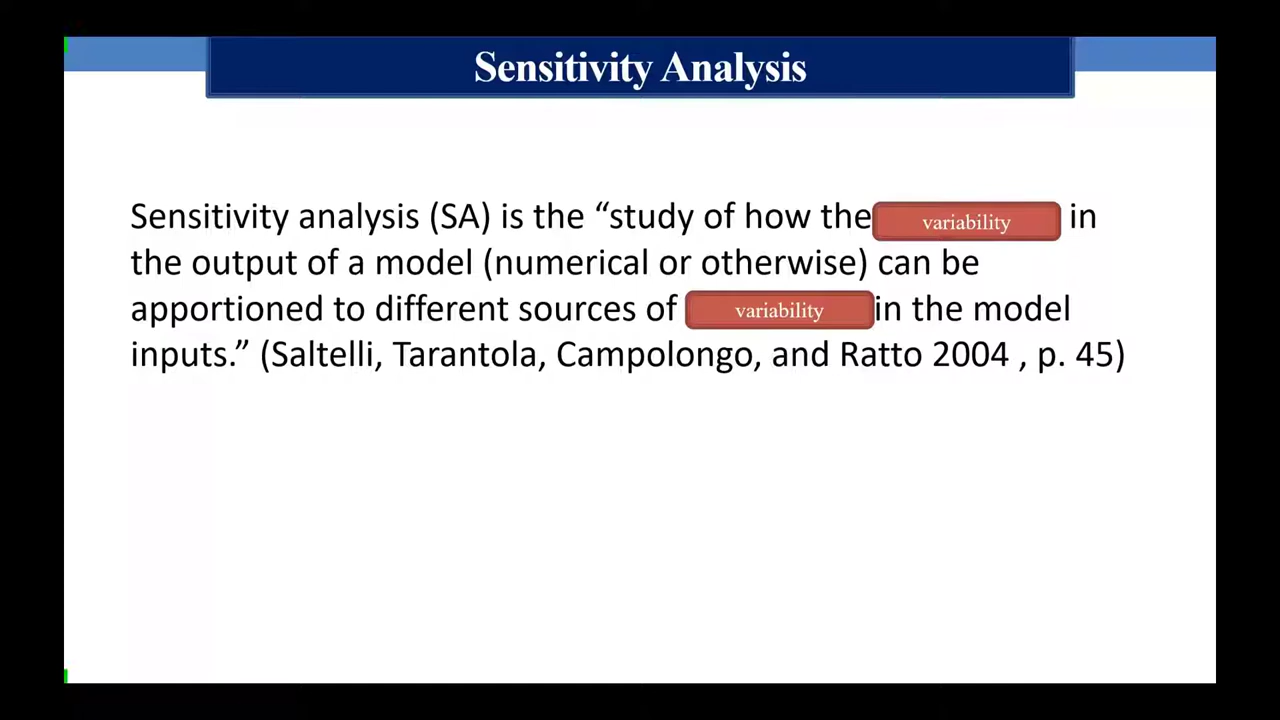 Sensitivity Analysis
Sensitivity analysis (SA) is the “study of how the variability in
the output of a model (numerical or otherwise) can be
apportioned to different sources of variability in the model
inputs.” (Saltelli, Tarantola, Campolongo, and Ratto 2004 , p. 45)